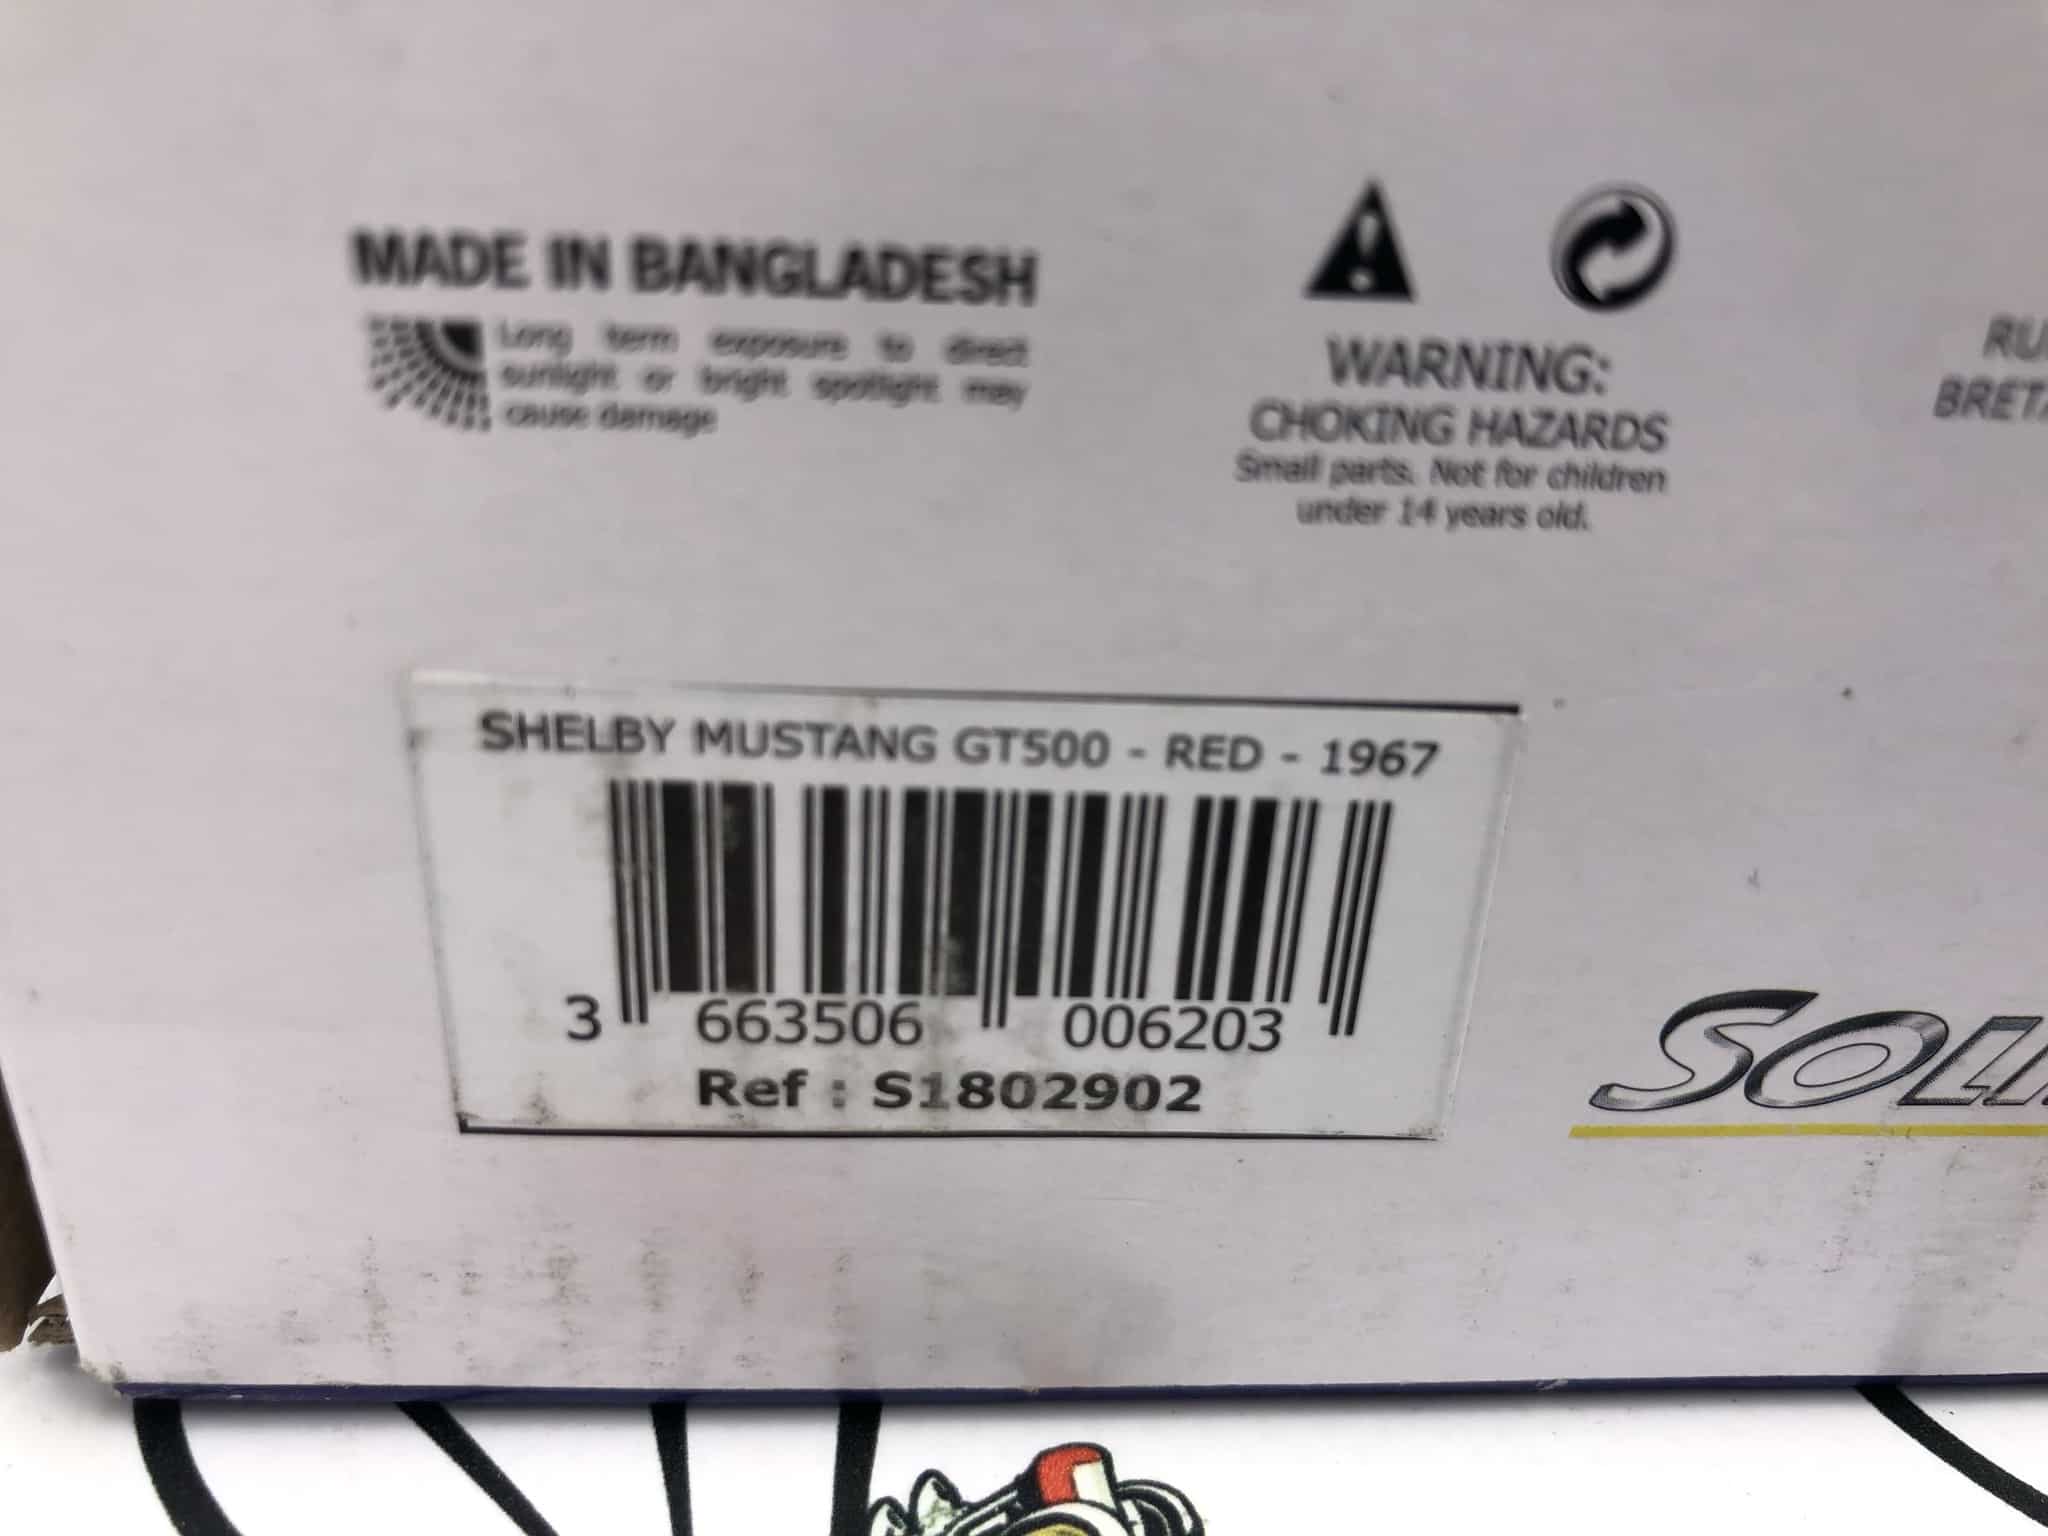 MADE IN BANGLADESH
Long term exposure to direct
sunlight or bright spotlight may
cause damage
WARNING:
CHOKING HAZARDS
Small parts. Not for children
under 14 years old.
SHELBY MUSTANG GT500 - RED - 1967
3 663506 006203
Ref : S1802902